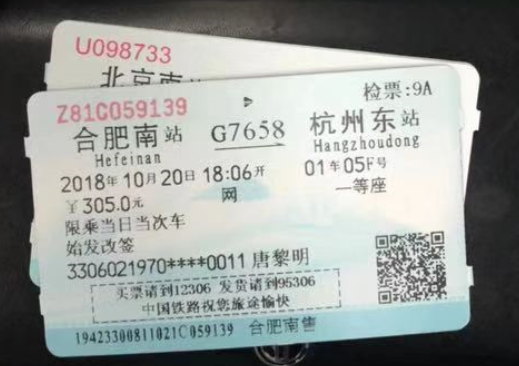 U098733
北京南
Z81C059139
检票:9A
合肥南站 G7658 杭州东站
Hefeinan Hangzhoudong
2018年10月20日18:06开 01车05F号
网 一等座
¥305.0元
限乘当日当次车
始发改签
3306021970****0011 唐黎明
买票请到12306 发货请到95306
中国铁路祝您旅途愉快
19423300811021C059139 合肥南售